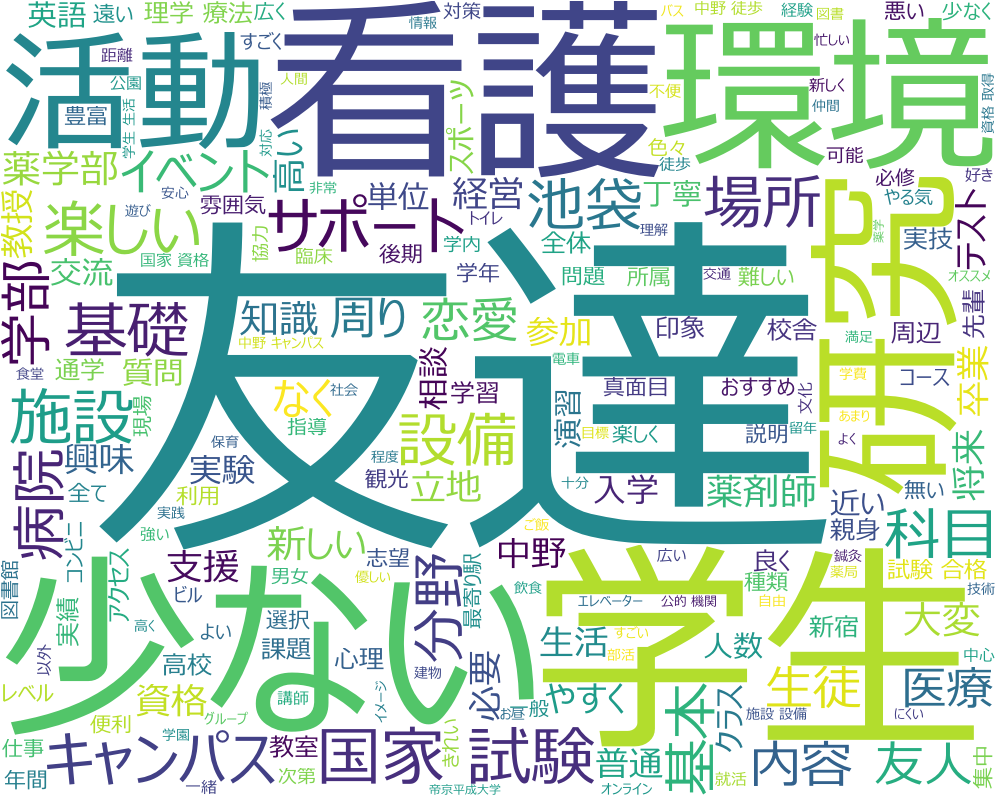 友達
看護
環境
活動
研究
学生
少ない
国家 試験
キャンパス
施設
基礎
楽しい
サポート
場所
池袋
イベント
薬学部
学部
病院
設備
恋愛
周り
知識
なく
科目
医療
友人
内容
基本
分野
中野
支援
新しい
興味
実験
立地
薬剤師
入学
演習
相談
参加
単位
経営
高い
スポーツ
丁寧
教授
交流
質問
通学
英語
理学 療法
広く
遠い
距離
公園
豊富
学生 生活
情報
対策
すごく
人間
積極
対応
安心
遊び
非常
雰囲気
協力
国家 資格
臨床
後期
学内
学年
トイレ
全体
問題
所属
理解
交通
難しい
色々
徒歩
不便
バス
中野 徒歩
経験
図書
忙しい
悪い
少なく
新しく
仲間
資格 取得
可能
必修
好き
やる気
実技
薬学
テスト
オススメ
先輩
周辺
満足
校舎
印象
電車
真面目
おすすめ
文化
コース
学費
卒業
あまり
よく
留年
説明
目標
楽しく
学習
指導
中野 キャンパス
社会
食堂
現場
保育
程度
観光
十分
利用
全て
実践
強い
ご飯
志望
男女
優しい
最寄り駅
広い
良く
近い
親身
無い
将来
鍼灸
薬局
試験 合格
技術
種類
自由
公的 機関
エレベーター
飲食
すごい
部活
生活
人数
新宿
大変
生徒
中心
コンビニ
図書館
アクセス
実績
ビル
高く
よい
以外
選択
課題
高校
心理
レベル
資格
講師
イメージ
建物
必要
お昼
一般
やすく
クラス
施設 設備
にくい
集中
就活
普通
オンライン
帝京平成大学
きれい
教室
次第
グループ
学園
便利
仕事
年間
一緒